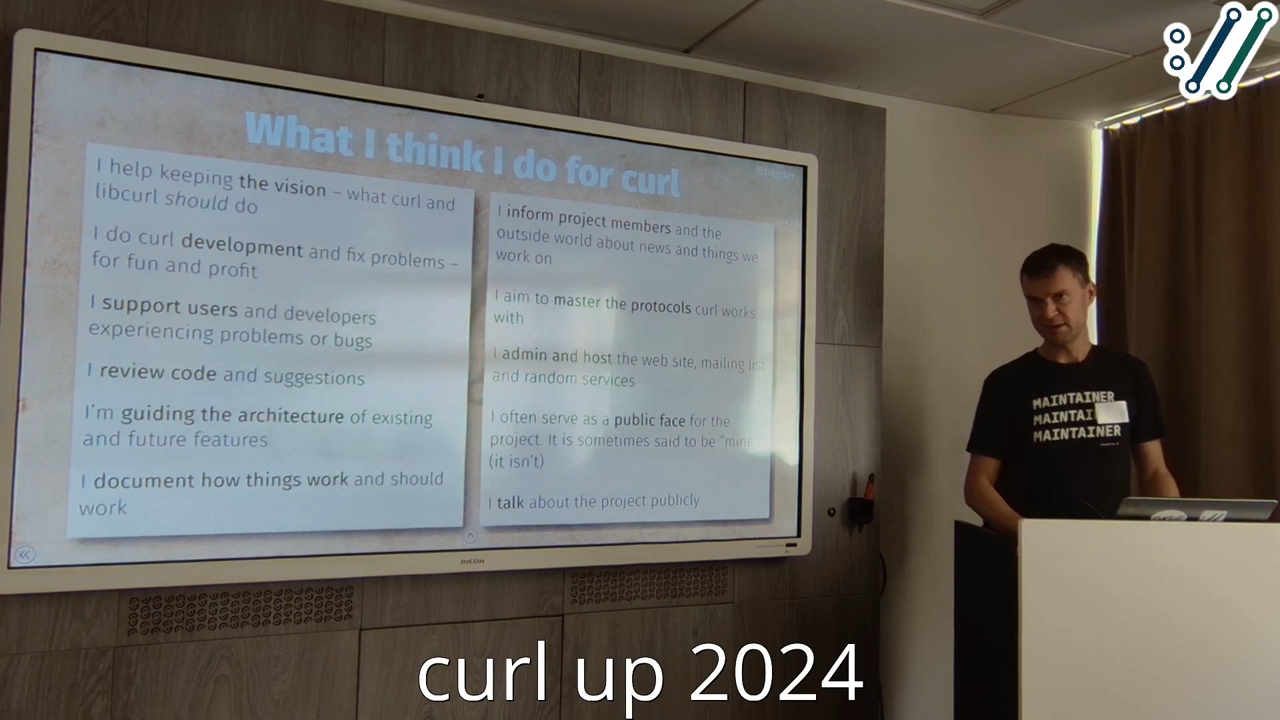 What I think I do for curl
@bagder
I help keeping the vision – what curl and
libcurl should do
I do curl development and fix problems –
for fun and profit
I support users and developers
experiencing problems or bugs
I review code and suggestions
I'm guiding the architecture of existing
and future features
I document how things work and should
work
I inform project members and the
outside world about news and things we
work on
I aim to master the protocols curl works
with
I admin and host the web site, mailing list
and random services
I often serve as a public face for the
project. It is sometimes said to be "mine"
(it isn't)
I talk about the project publicly
RICOH
MAINTAINER
MAINTAI
MAINTAINER
curl up 2024